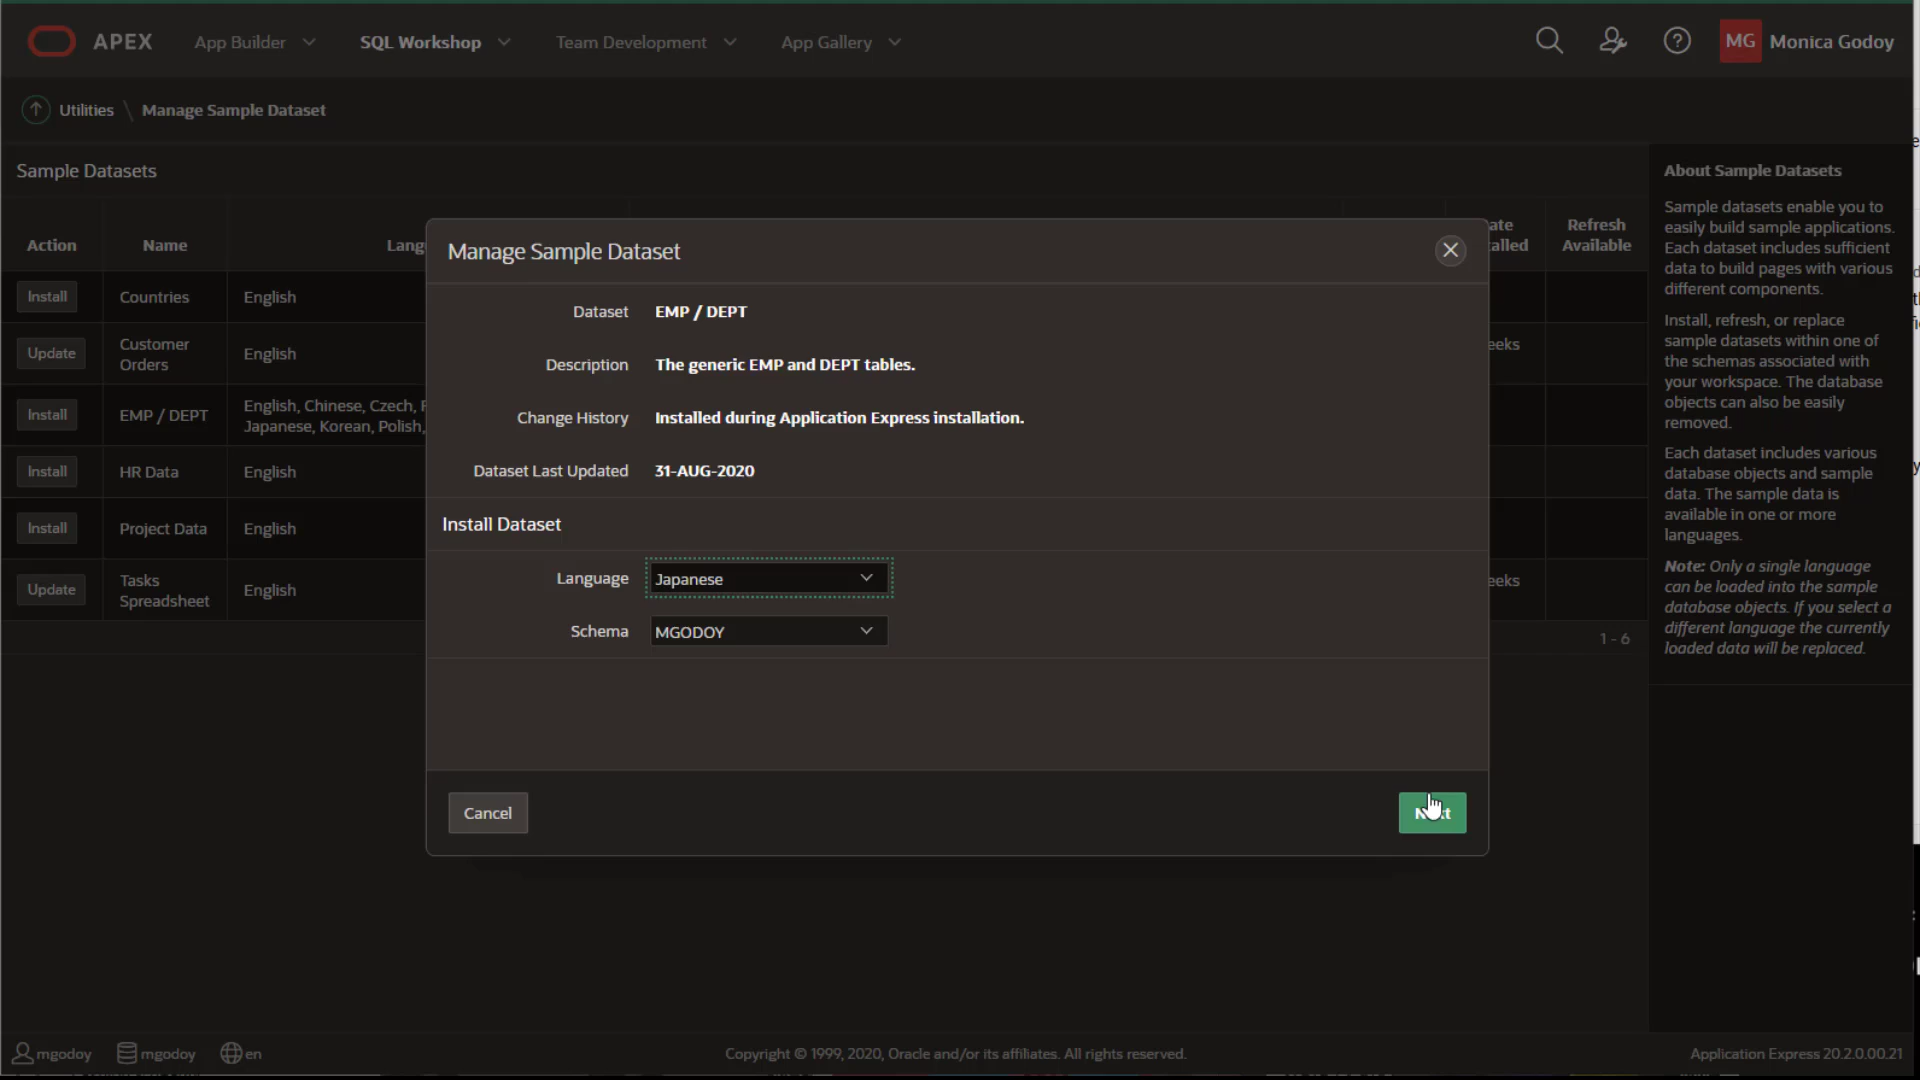 APEX App Builder SQL Workshop Team Development App Gallery MG Monica Godoy
Utilities \ Manage Sample Dataset
Sample Datasets
Action Name
Refresh
Available
Install Countries English
Update Customer Orders English
Install EMP / DEPT English, Chinese, Czech,
Japanese, Korean, Polish,
Install HR Data English
Install Project Data English
Update Tasks Spreadsheet English
1 - 6
Manage Sample Dataset
Dataset EMP / DEPT
Description The generic EMP and DEPT tables.
Change History Installed during Application Express installation.
Dataset Last Updated 31-AUG-2020
Install Dataset
Language Japanese
Schema MGODOY
Cancel
About Sample Datasets
Sample datasets enable you to
easily build sample applications.
Each dataset includes sufficient
data to build pages with various
different components.
Install, refresh, or replace
sample datasets within one of
the schemas associated with
your workspace. The database
objects can also be easily
removed.
Each dataset includes various
database objects and sample
data. The sample data is
available in one or more
languages.
Note: Only a single language
can be loaded into the sample
database objects. If you select a
different language the currently
loaded data will be replaced.
mgodoy mgodoy en
Copyright © 1999, 2020, Oracle and/or its affiliates. All rights reserved.
Application Express 20.2.0.00.21